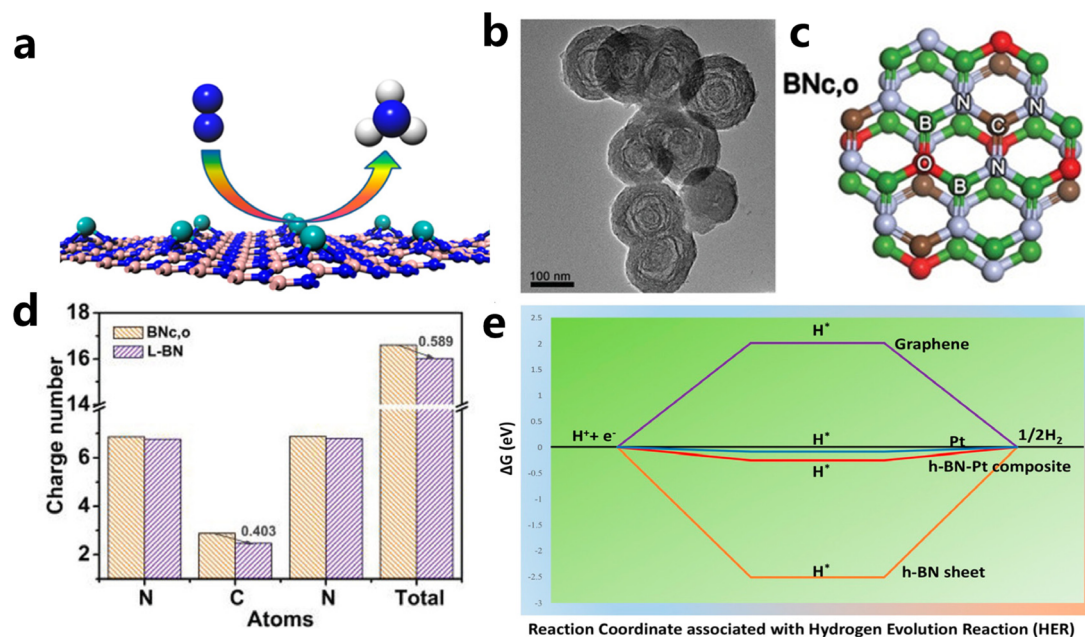 a
b
100 nm
c
BNc,o
N
N
B
C
O
N
B
d
18
16
14
6
4
2
Charge number
BNc,o
L-BN
0.589
0.403
N
C
N
Total
Atoms
e
2.5
2
1.5
1
0.5
0
-0.5
-1
-1.5
-2
-2.5
-3
ΔG (eV)
H*
Graphene
H⁺+ e⁻
H*
Pt
1/2H₂
H*
h-BN-Pt composite
H*
h-BN sheet
Reaction Coordinate associated with Hydrogen Evolution Reaction (HER)